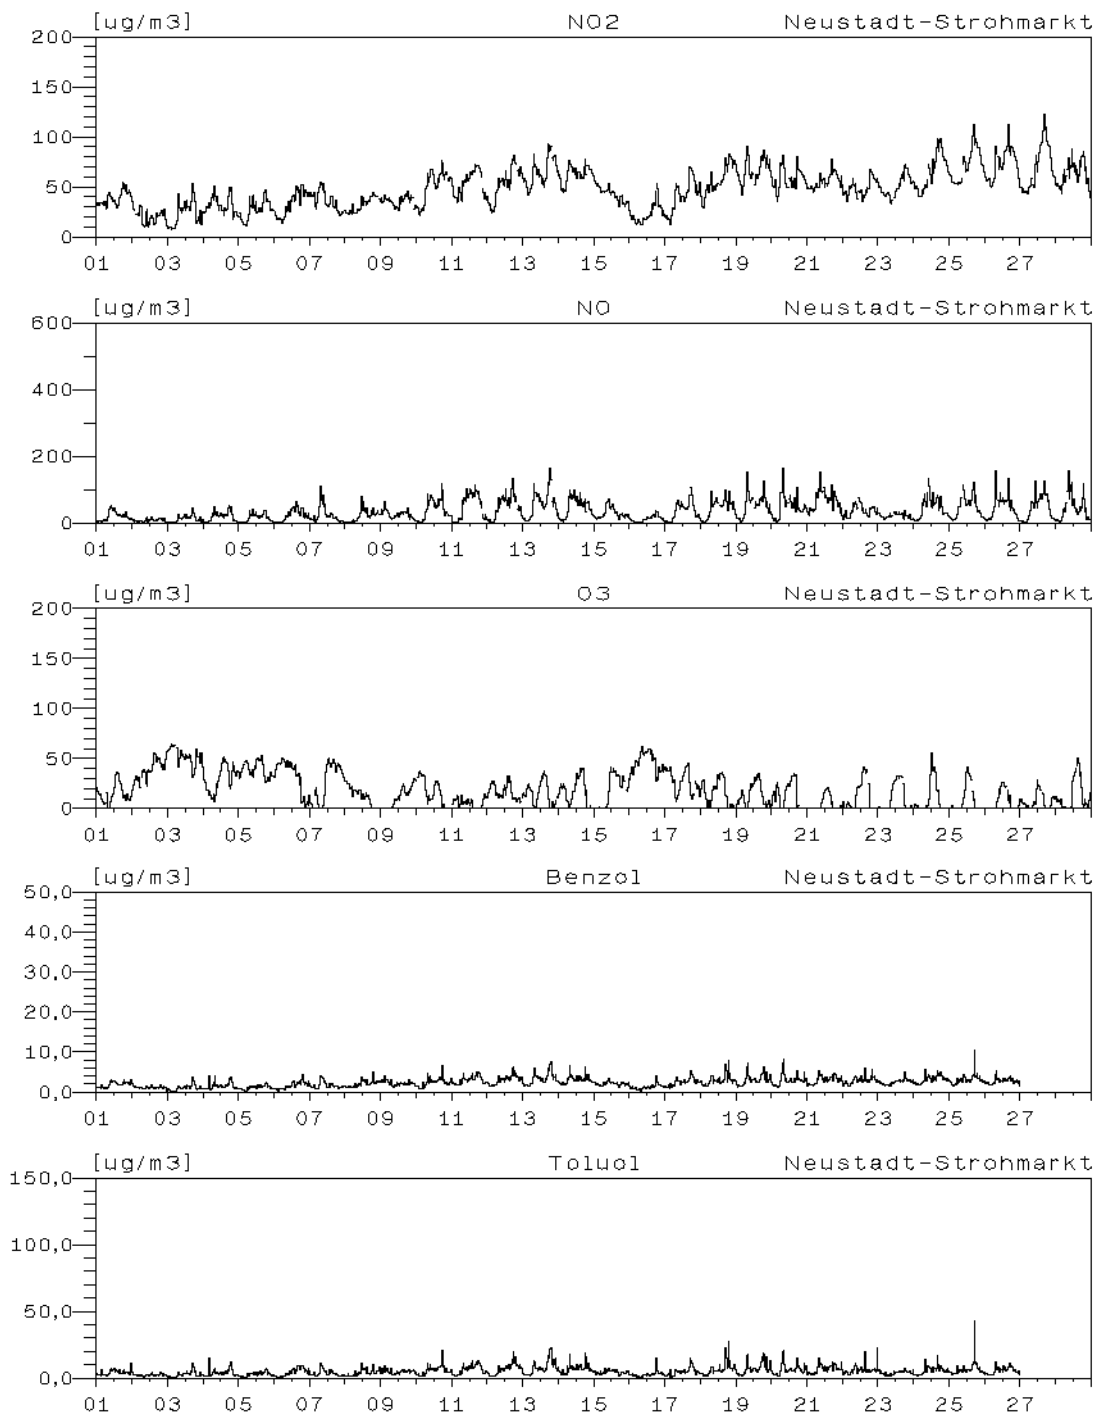 [ug/m3] NO2 Neustadt-Strohmarkt
200
150
100
50
0
01 03 05 07 09 11 13 15 17 19 21 23 25 27
[ug/m3] NO Neustadt-Strohmarkt
600
400
200
0
01 03 05 07 09 11 13 15 17 19 21 23 25 27
[ug/m3] O3 Neustadt-Strohmarkt
200
150
100
50
0
01 03 05 07 09 11 13 15 17 19 21 23 25 27
[ug/m3] Benzol Neustadt-Strohmarkt
50,0
40,0
30,0
20,0
10,0
0,0
01 03 05 07 09 11 13 15 17 19 21 23 25 27
[ug/m3] Toluol Neustadt-Strohmarkt
150,0
100,0
50,0
0,0
01 03 05 07 09 11 13 15 17 19 21 23 25 27